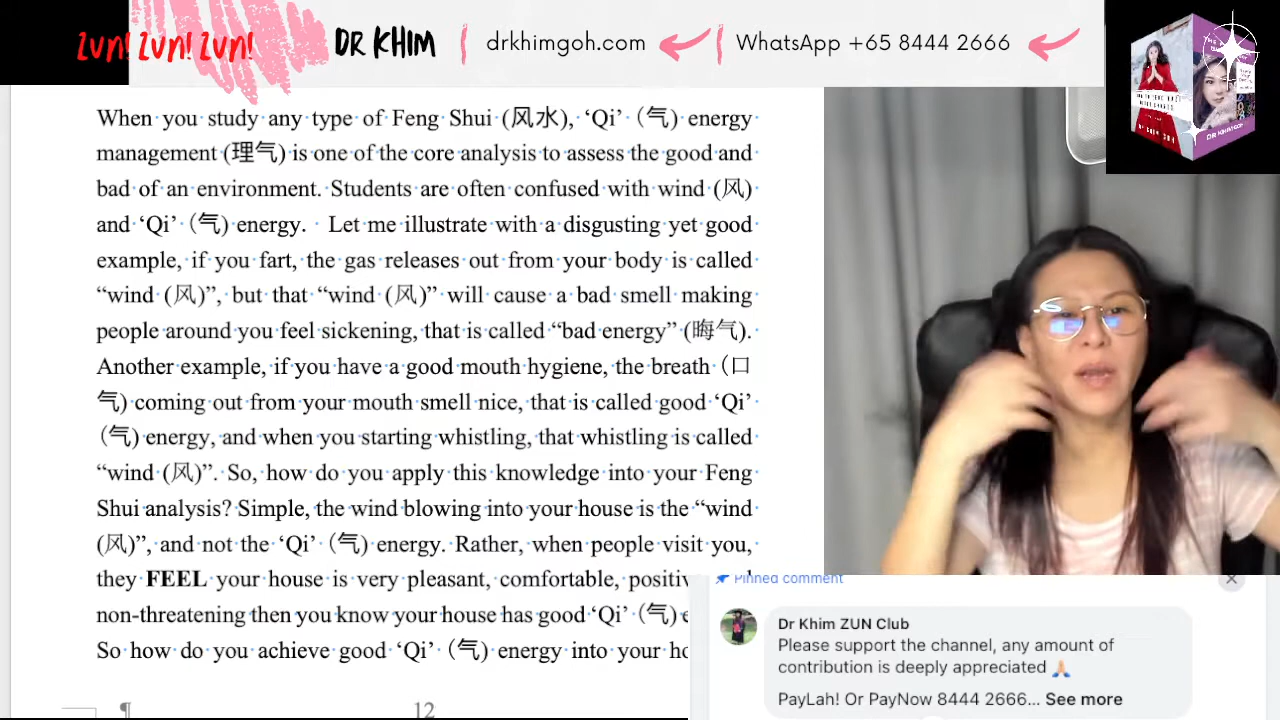 zun! zun! zun!
DR KHIM
drkhimgoh.com
WhatsApp +65 8444 2666
DR KHIM GOH
When you study any type of Feng Shui (风水), ‘Qi’ (气) energy
management (理气) is one of the core analysis to assess the good and
bad of an environment. Students are often confused with wind (风)
and ‘Qi’ (气) energy. Let me illustrate with a disgusting yet good
example, if you fart, the gas releases out from your body is called
“wind (风)”, but that “wind (风)” will cause a bad smell making
people around you feel sickening, that is called “bad energy” (晦气).
Another example, if you have a good mouth hygiene, the breath (口
气) coming out from your mouth smell nice, that is called good ‘Qi’
(气) energy, and when you starting whistling, that whistling is called
“wind (风)”. So, how do you apply this knowledge into your Feng
Shui analysis? Simple, the wind blowing into your house is the “wind
(风)”, and not the ‘Qi’ (气) energy. Rather, when people visit you,
they FEEL your house is very pleasant, comfortable, positiv
non-threatening then you know your house has good ‘Qi’ (气) e
So how do you achieve good ‘Qi’ (气) energy into your ho
¶
12
Pinned comment
Dr Khim ZUN Club
Please support the channel, any amount of
contribution is deeply appreciated 🙏🏻
PayLah! Or PayNow 8444 2666... See more